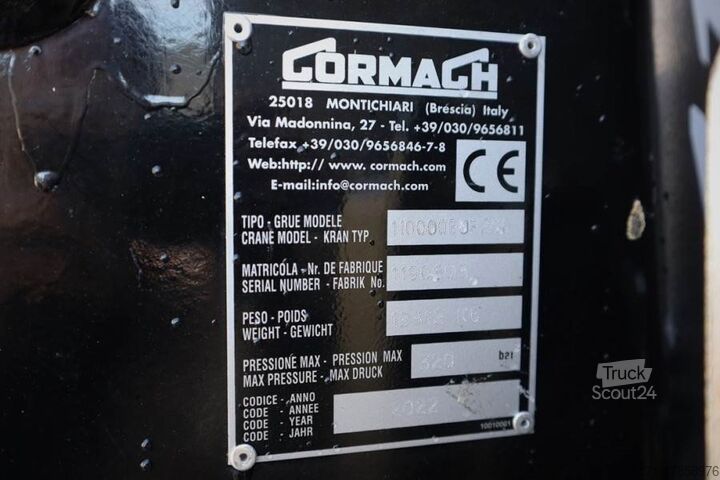 CORMACH
25018 MONTICHIARI (Brescia) Italy
Via Madonnina, 27 - Tel. +39/030/9656811
Telefax +39/030/9656846-7-8
Web:http// www. cormach.com
E-mail:info@cormach.com
CE
TIPO - GRUE MODELE
CRANE MODEL - KRAN TYP
MATRICOLA - Nr. DE FABRIQUE
SERIAL NUMBER - FABRIK No.
PESO - POIDS
WEIGHT - GEWICHT
KG
PRESSIONE MAX - PRESSION MAX
MAX PRESSURE - MAX DRUCK
320
CODICE - ANNO
CODE - ANNEE
CODE - YEAR
CODE - JAHR
2022
10010001
Truck
Scout24